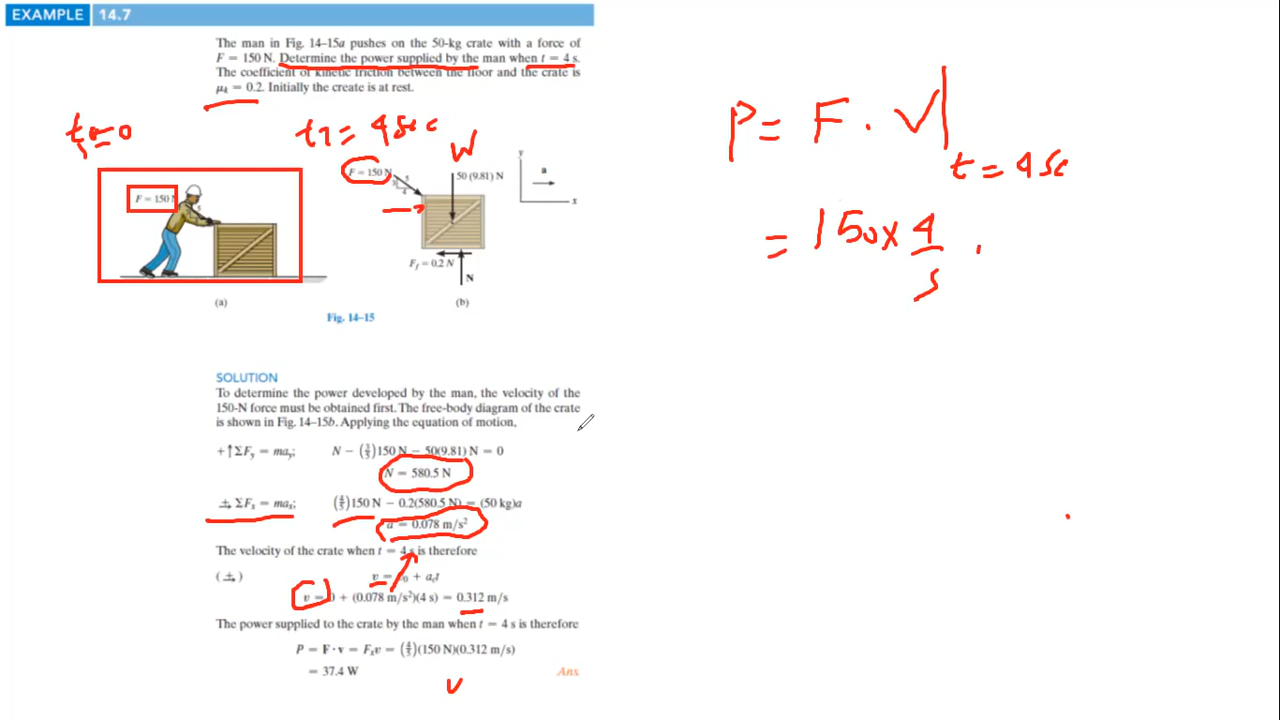 EXAMPLE 14.7
The man in Fig. 14–15a pushes on the 50-kg crate with a force of
F = 150 N. Determine the power supplied by the man when t = 4 s.
The coefficient of kinetic friction between the floor and the crate is
μk = 0.2. Initially the create is at rest.
t1 = 0
F = 150 N
(a)
t2 = 4 sec
W
F = 150 N
5
3
4
50 (9.81) N
y
a
x
Ff = 0.2 N
N
(b)
Fig. 14–15
SOLUTION
To determine the power developed by the man, the velocity of the
150-N force must be obtained first. The free-body diagram of the crate
is shown in Fig. 14–15b. Applying the equation of motion,
+↑ΣFy = may; N − (3/5)150 N − 50(9.81) N = 0
N = 580.5 N
ΣFx = max; (4/5)150 N − 0.2(580.5 N) = (50 kg)a
a = 0.078 m/s²
The velocity of the crate when t = 4 s is therefore
(→+) v = v0 + act
v = 0 + (0.078 m/s²)(4 s) = 0.312 m/s
The power supplied to the crate by the man when t = 4 s is therefore
P = F · v = Fxv = (4/5)(150 N)(0.312 m/s)
= 37.4 W Ans
v
P = F . V|
t = 4 sec
= 150 × 4/5 .